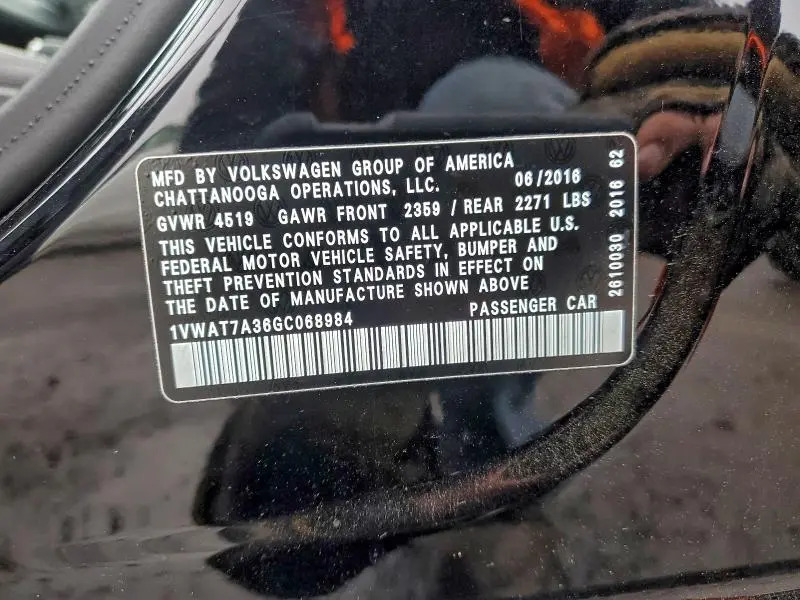 MFD BY VOLKSWAGEN GROUP OF AMERICA
CHATTANOOGA OPERATIONS, LLC. 06/2016
GVWR 4519 GAWR FRONT 2359 / REAR 2271 LBS
THIS VEHICLE CONFORMS TO ALL APPLICABLE U.S.
FEDERAL MOTOR VEHICLE SAFETY, BUMPER AND
THEFT PREVENTION STANDARDS IN EFFECT ON
THE DATE OF MANUFACTURE SHOWN ABOVE
1VWAT7A36GC068984 PASSENGER CAR
2610030 2016 62